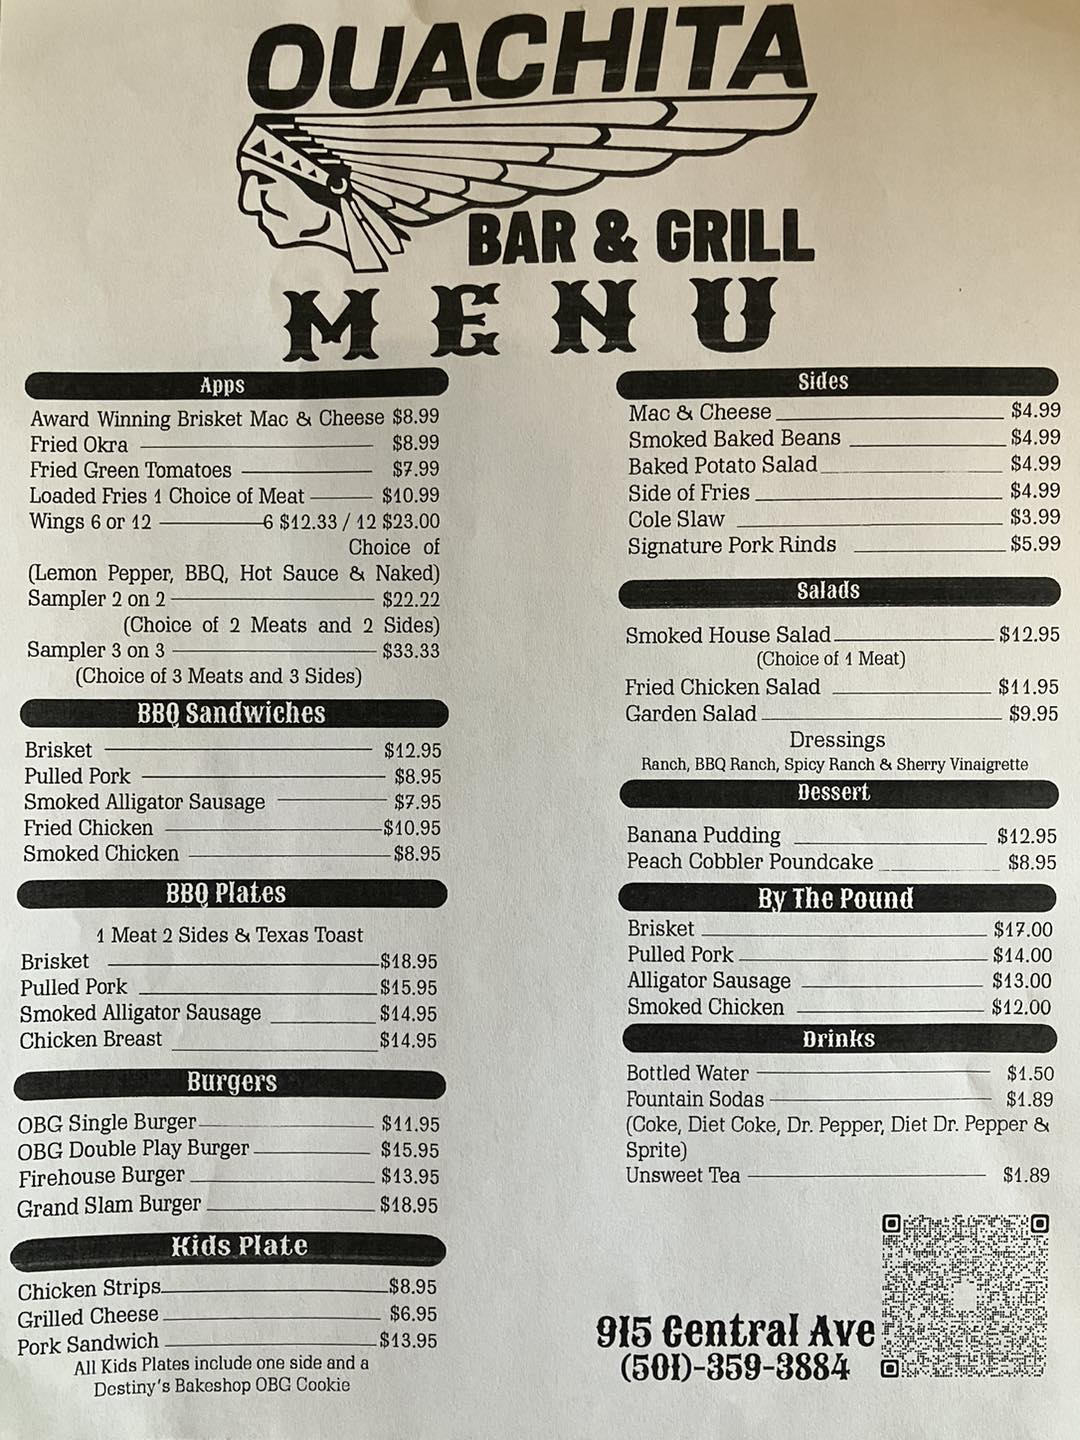 OUACHITA
BAR & GRILL
MENU
Apps
Award Winning Brisket Mac & Cheese $8.99
Fried Okra $8.99
Fried Green Tomatoes $7.99
Loaded Fries 1 Choice of Meat $10.99
Wings 6 or 12 6 $12.33 / 12 $23.00
Choice of
(Lemon Pepper, BBQ, Hot Sauce & Naked)
Sampler 2 on 2 $22.22
(Choice of 2 Meats and 2 Sides)
Sampler 3 on 3 $33.33
(Choice of 3 Meats and 3 Sides)
BBQ Sandwiches
Brisket $12.95
Pulled Pork $8.95
Smoked Alligator Sausage $7.95
Fried Chicken $10.95
Smoked Chicken $8.95
BBQ Plates
1 Meat 2 Sides & Texas Toast
Brisket $18.95
Pulled Pork $15.95
Smoked Alligator Sausage $14.95
Chicken Breast $14.95
Burgers
OBG Single Burger $11.95
OBG Double Play Burger $15.95
Firehouse Burger $13.95
Grand Slam Burger $18.95
Kids Plate
Chicken Strips $8.95
Grilled Cheese $6.95
Pork Sandwich $13.95
All Kids Plates include one side and a
Destiny's Bakeshop OBG Cookie
Sides
Mac & Cheese $4.99
Smoked Baked Beans $4.99
Baked Potato Salad $4.99
Side of Fries $4.99
Cole Slaw $3.99
Signature Pork Rinds $5.99
Salads
Smoked House Salad $12.95
(Choice of 1 Meat)
Fried Chicken Salad $11.95
Garden Salad $9.95
Dressings
Ranch, BBQ Ranch, Spicy Ranch & Sherry Vinaigrette
Dessert
Banana Pudding $12.95
Peach Cobbler Poundcake $8.95
By The Pound
Brisket $17.00
Pulled Pork $14.00
Alligator Sausage $13.00
Smoked Chicken $12.00
Drinks
Bottled Water $1.50
Fountain Sodas $1.89
(Coke, Diet Coke, Dr. Pepper, Diet Dr. Pepper &
Sprite)
Unsweet Tea $1.89
915 Central Ave
(501)-359-3884